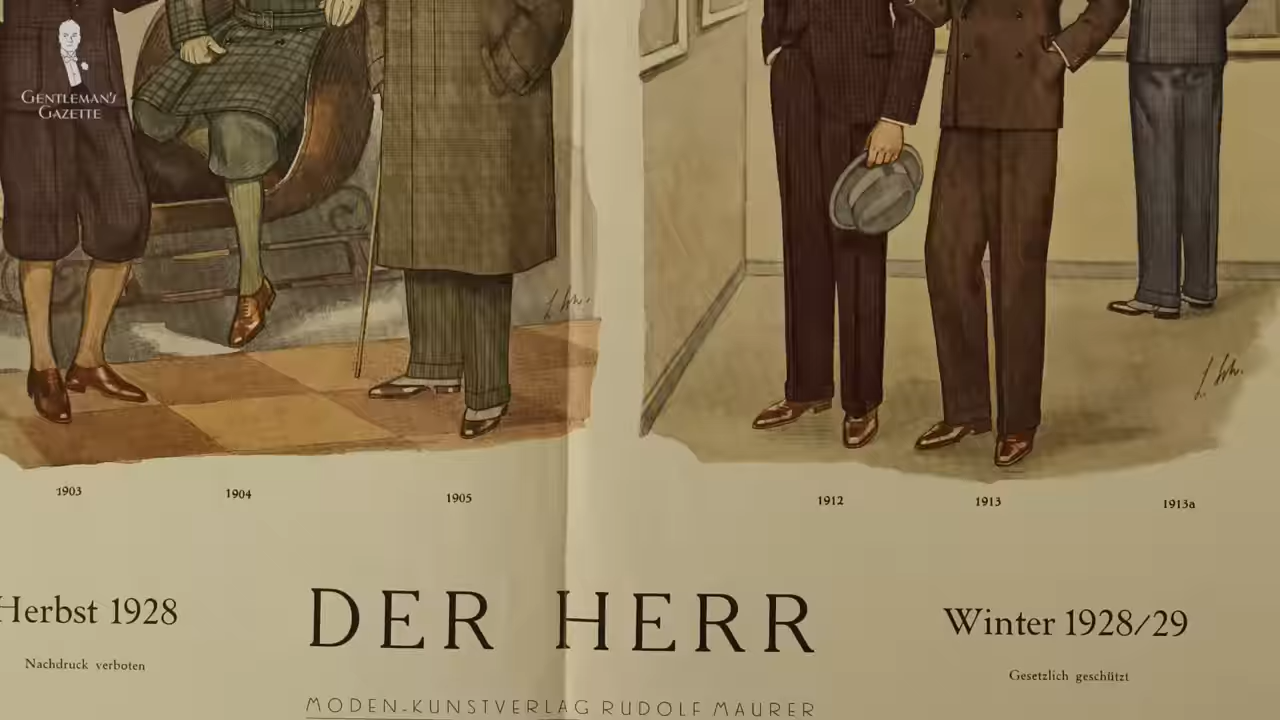 GENTLEMAN'S
GAZETTE
1903
1904
1905
1912
1913
1913a
Herbst 1928
DER HERR
Winter 1928/29
Nachdruck verboten
Gesetzlich geschützt
MODEN-KUNSTVERLAG RUDOLF MAURER